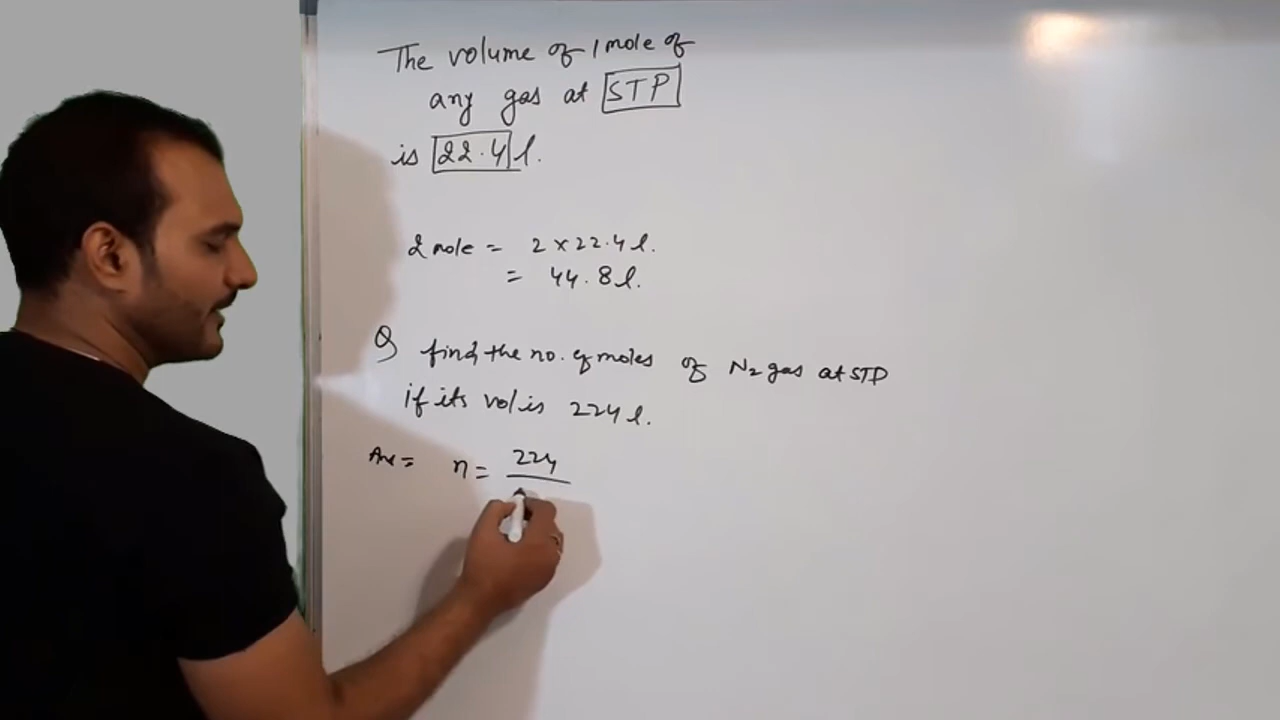 The volume of 1 mole of
any gas at STP
is 22.4 l.
2 mole = 2 × 22.4 l.
= 44.8 l.
Q find the no. of moles of N₂ gas at STP
if its vol is 224 l.
Ans = n = 224